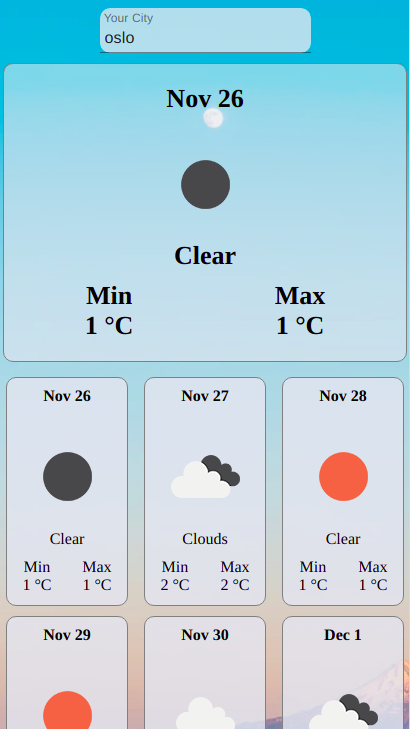 Your City
oslo
Nov 26
Clear
Min Max
1 °C 1 °C
Nov 26 Nov 27 Nov 28
Clear Clouds Clear
Min Max Min Max Min Max
1 °C 1 °C 2 °C 2 °C 1 °C 1 °C
Nov 29 Nov 30 Dec 1